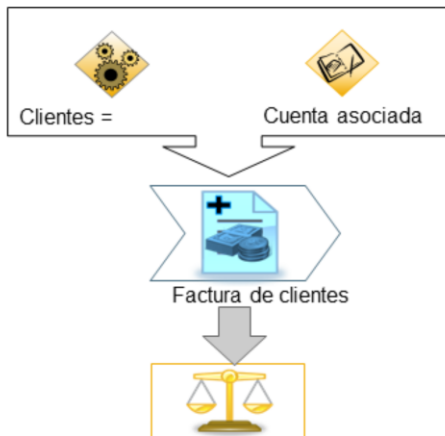 Clientes =
Cuenta asociada
Factura de clientes